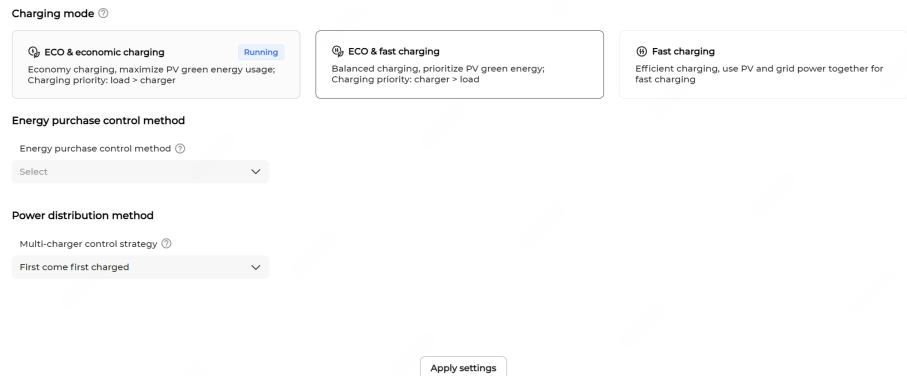 Charging mode
ECO & economic charging
Running
Economy charging, maximize PV green energy usage;
Charging priority: load > charger
ECO & fast charging
Balanced charging, prioritize PV green energy;
Charging priority: charger > load
Fast charging
Efficient charging, use PV and grid power together for
fast charging
Energy purchase control method
Energy purchase control method
Select
Power distribution method
Multi-charger control strategy
First come first charged
Apply settings